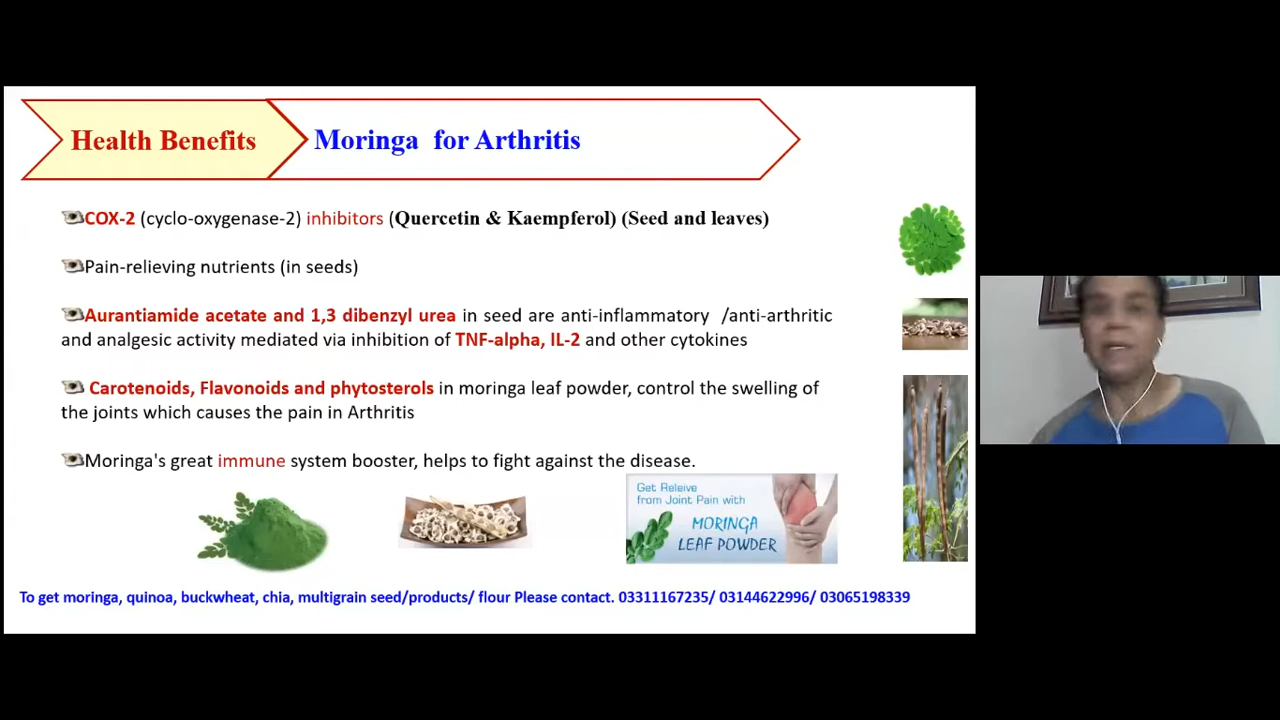 Health Benefits
Moringa for Arthritis
COX-2 (cyclo-oxygenase-2) inhibitors (Quercetin & Kaempferol) (Seed and leaves)
Pain-relieving nutrients (in seeds)
Aurantiamide acetate and 1,3 dibenzyl urea in seed are anti-inflammatory /anti-arthritic
and analgesic activity mediated via inhibition of TNF-alpha, IL-2 and other cytokines
Carotenoids, Flavonoids and phytosterols in moringa leaf powder, control the swelling of
the joints which causes the pain in Arthritis
Moringa's great immune system booster, helps to fight against the disease.
Get Releive
from Joint Pain with
MORINGA
LEAF POWDER
To get moringa, quinoa, buckwheat, chia, multigrain seed/products/ flour Please contact. 03311167235/ 03144622996/ 03065198339